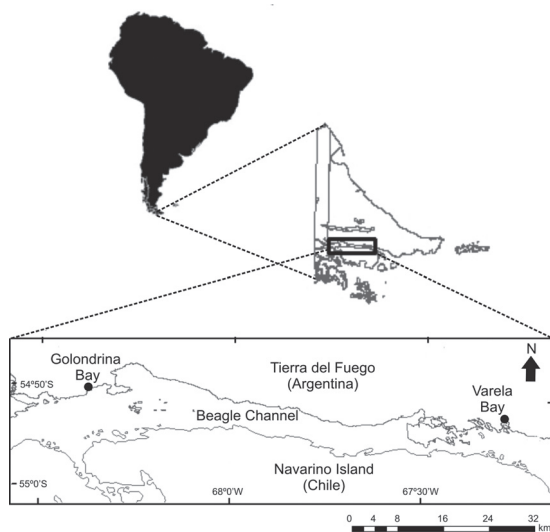 N
Golondrina
Bay
Tierra del Fuego
(Argentina)
54°50'S
Varela
Bay
Beagle Channel
Navarino Island
(Chile)
55°0'S
68°0'W
67°30'W
0 4 8 16 24 32
km